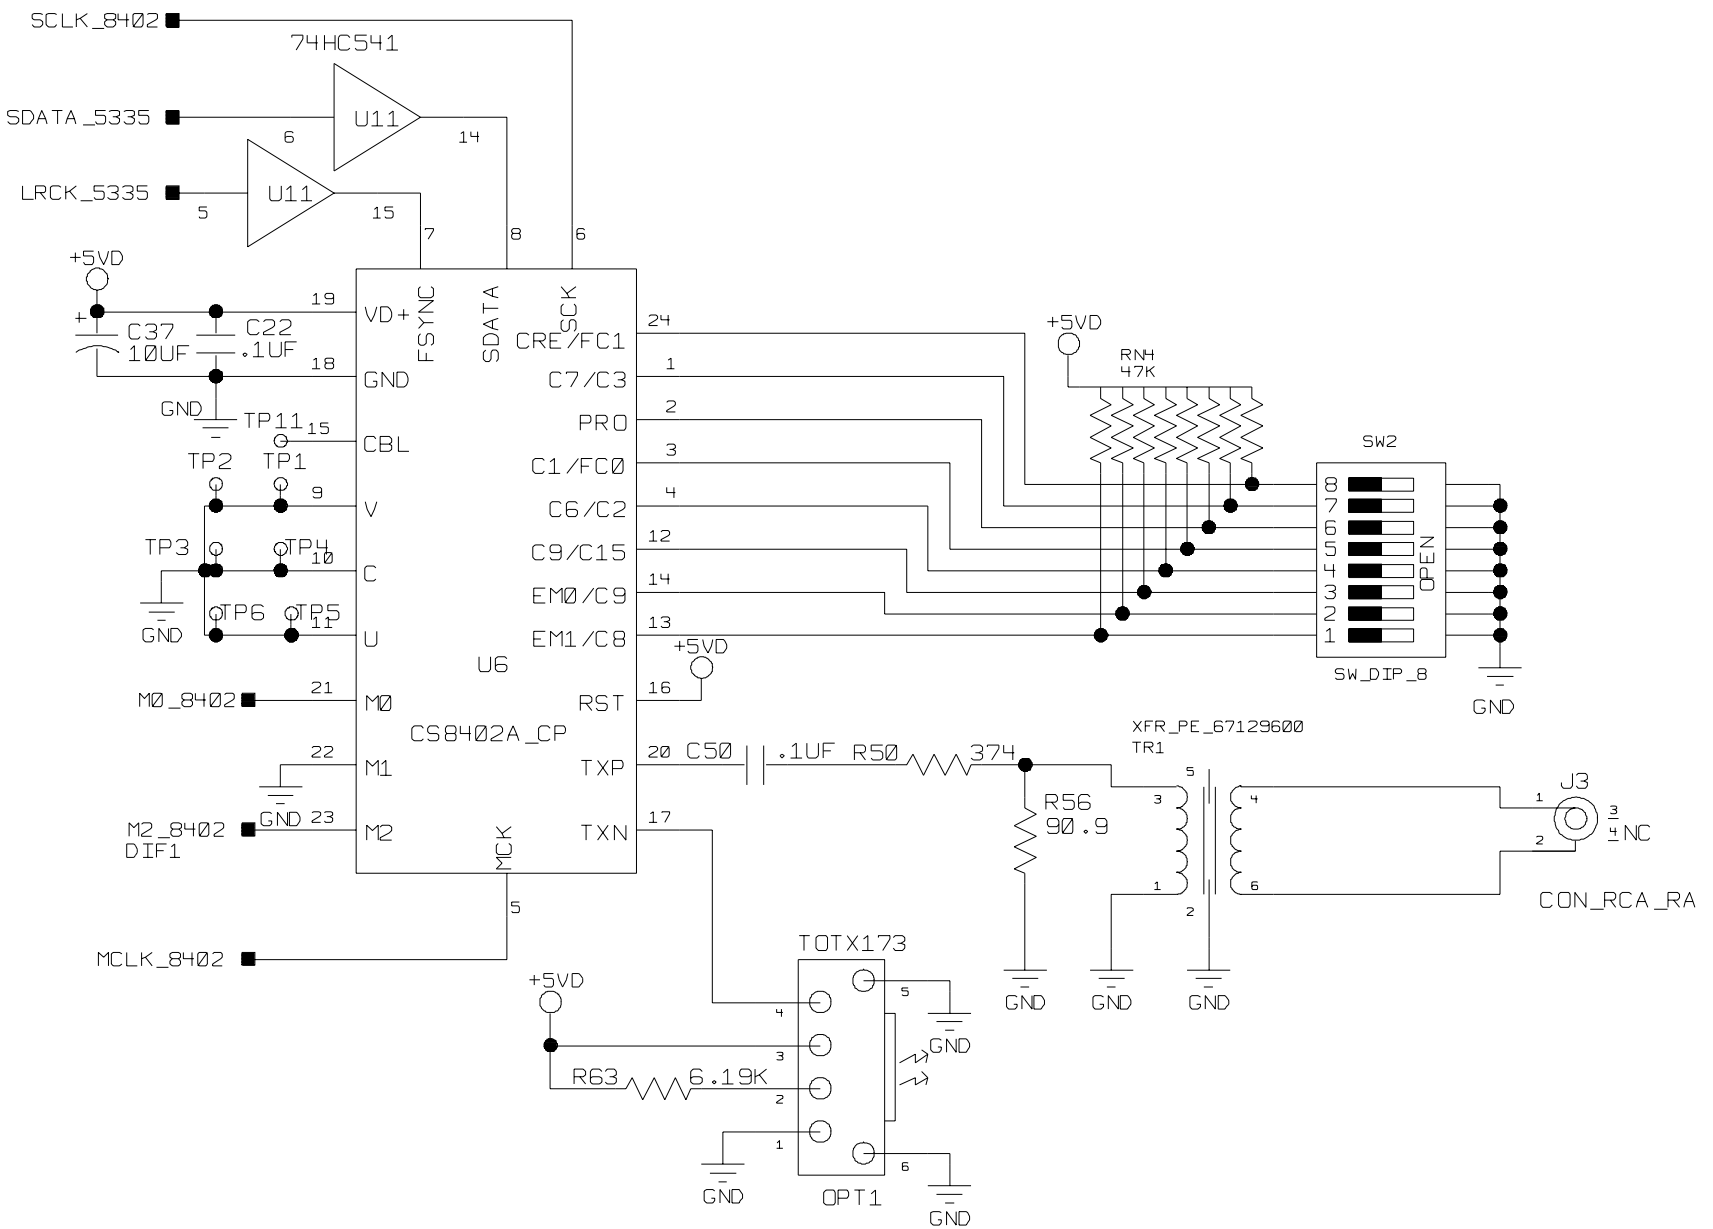 SCLK_8402
74HC541
SDATA_5335
6
U11
14
LRCK_5335
5
U11
15
7
8
6
+5VD
+
C37
10UF
C22
.1UF
19
VD+
18
GND
GND
FSYNC
SDATA
SCK
TP11
15
CBL
TP2
TP1
9
V
TP3
TP4
10
C
GND
TP6
TP5
11
U
M0_8402
21
M0
22
M1
GND
M2_8402
DIF1
23
M2
MCK
5
MCLK_8402
U6
CS8402A_CP
CRE/FC1
24
C7/C3
1
PRO
2
C1/FC0
3
C6/C2
4
C9/C15
12
EM0/C9
14
EM1/C8
13
RST
16
+5VD
TXP
20
TXN
17
+5VD
RN4
47K
SW2
8
7
6
5
4
3
2
1
OPEN
SW_DIP_8
GND
C50
.1UF
R50
374
R56
90.9
GND
XFR_PE_67129600
TR1
5
3
4
1
6
2
GND
GND
J3
1
2
3
4
NC
CON_RCA_RA
TOTX173
+5VD
4
3
R63
6.19K
2
1
GND
5
GND
6
GND
OPT1